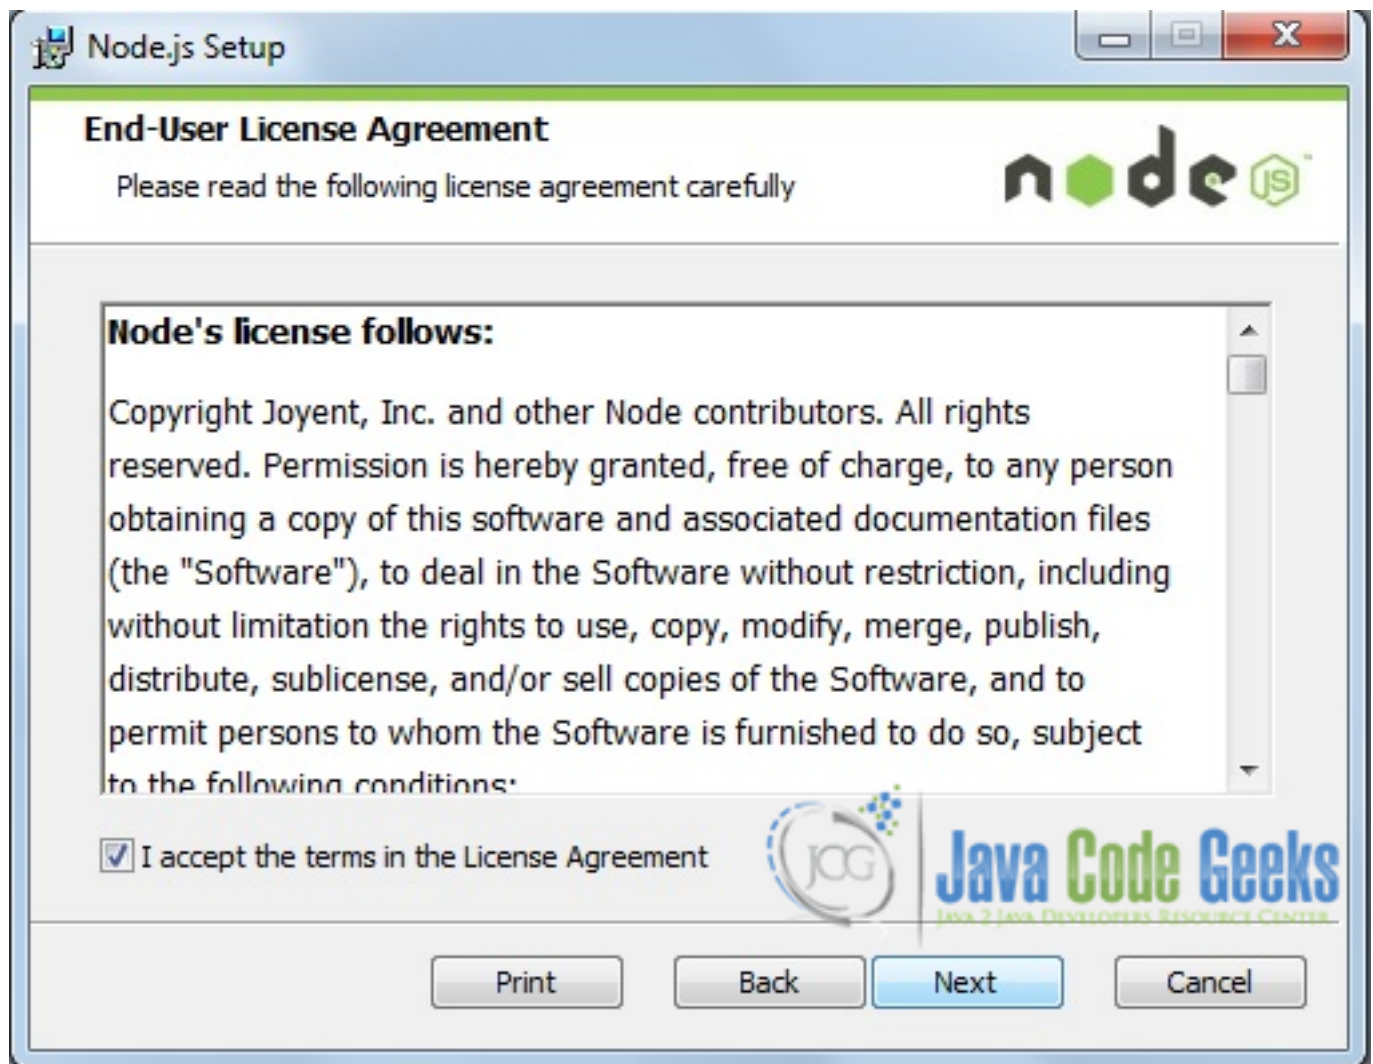 Node.js Setup
End-User License Agreement
Please read the following license agreement carefully
node JS ™
Node's license follows:
Copyright Joyent, Inc. and other Node contributors. All rights
reserved. Permission is hereby granted, free of charge, to any person
obtaining a copy of this software and associated documentation files
(the "Software"), to deal in the Software without restriction, including
without limitation the rights to use, copy, modify, merge, publish,
distribute, sublicense, and/or sell copies of the Software, and to
permit persons to whom the Software is furnished to do so, subject
to the following conditions:
I accept the terms in the License Agreement
JCG
Java Code Geeks
JAVA 2 JAVA DEVELOPERS RESOURCE CENTER
Print
Back
Next
Cancel